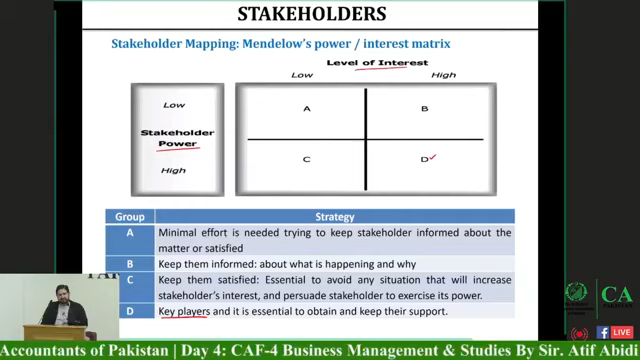 STAKEHOLDERS
Stakeholder Mapping: Mendelow's power / interest matrix
Level of Interest
Low High
Low
Stakeholder
Power
High
A B
C D
Group Strategy
A Minimal effort is needed trying to keep stakeholder informed about the
matter or satisfied
B Keep them informed: about what is happening and why
C Keep them satisfied: Essential to avoid any situation that will increase
stakeholder's interest, and persuade stakeholder to exercise its power.
D Key players and it is essential to obtain and keep their support.
CA
PAKISTAN
Accountants of Pakistan | Day 4: CAF-4 Business Management & Studies By Sir. Atif Abidi